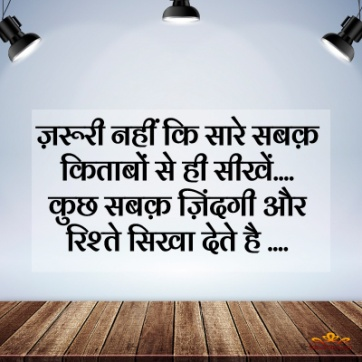 ज़रूरी नहीं कि सारे सबक़
किताबों से ही सीखें....
कुछ सबक़ ज़िंदगी और
रिश्ते सिखा देते है ....